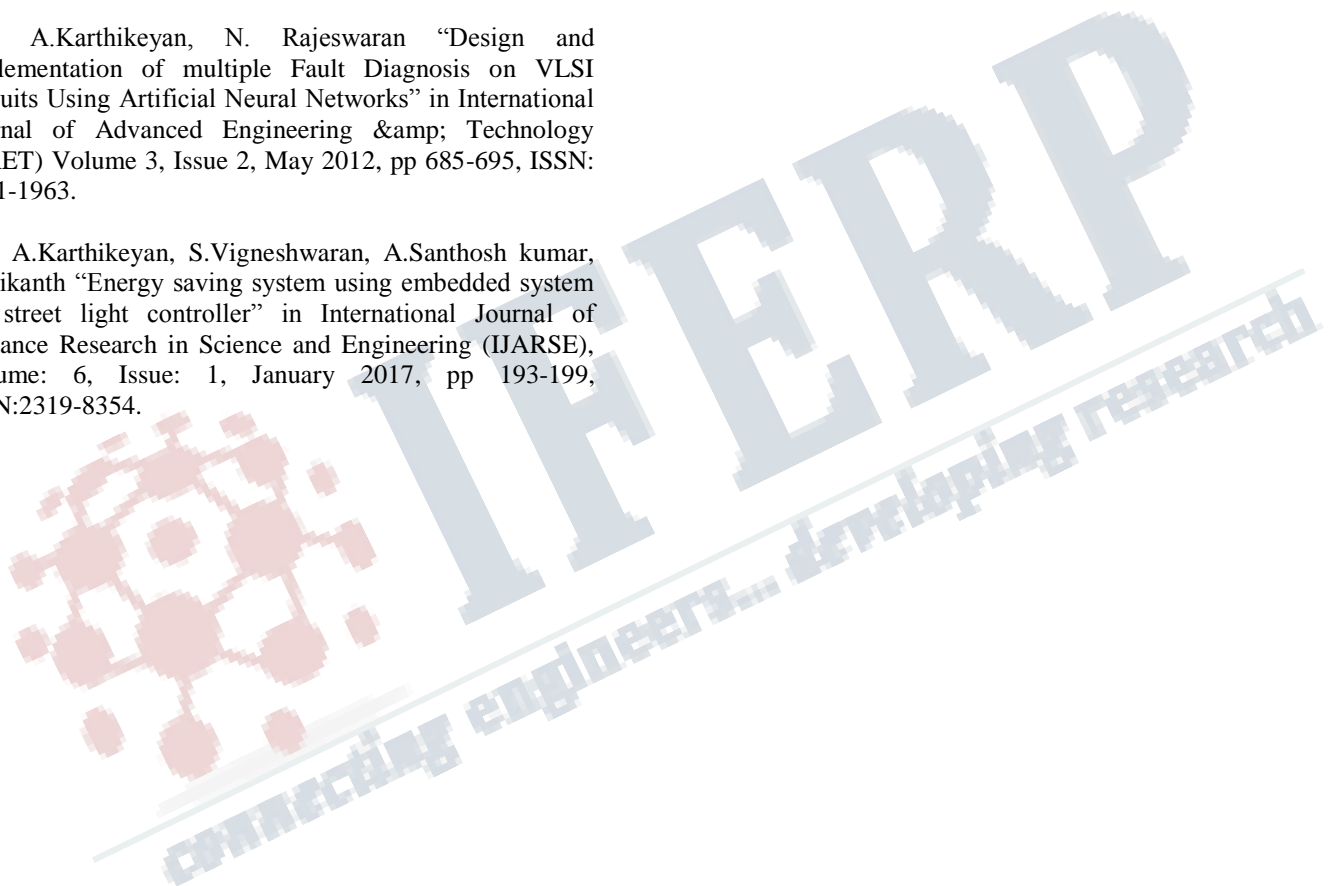 A.Karthikeyan, N. Rajeswaran “Design and
lementation of multiple Fault Diagnosis on VLSI
uits Using Artificial Neural Networks” in International
nal of Advanced Engineering &amp; Technology
ET) Volume 3, Issue 2, May 2012, pp 685-695, ISSN:
1-1963.
A.Karthikeyan, S.Vigneshwaran, A.Santhosh kumar,
ikanth “Energy saving system using embedded system
street light controller” in International Journal of
ance Research in Science and Engineering (IJARSE),
ume: 6, Issue: 1, January 2017, pp 193-199,
N:2319-8354.
IFERP
connecting engineers... developing research